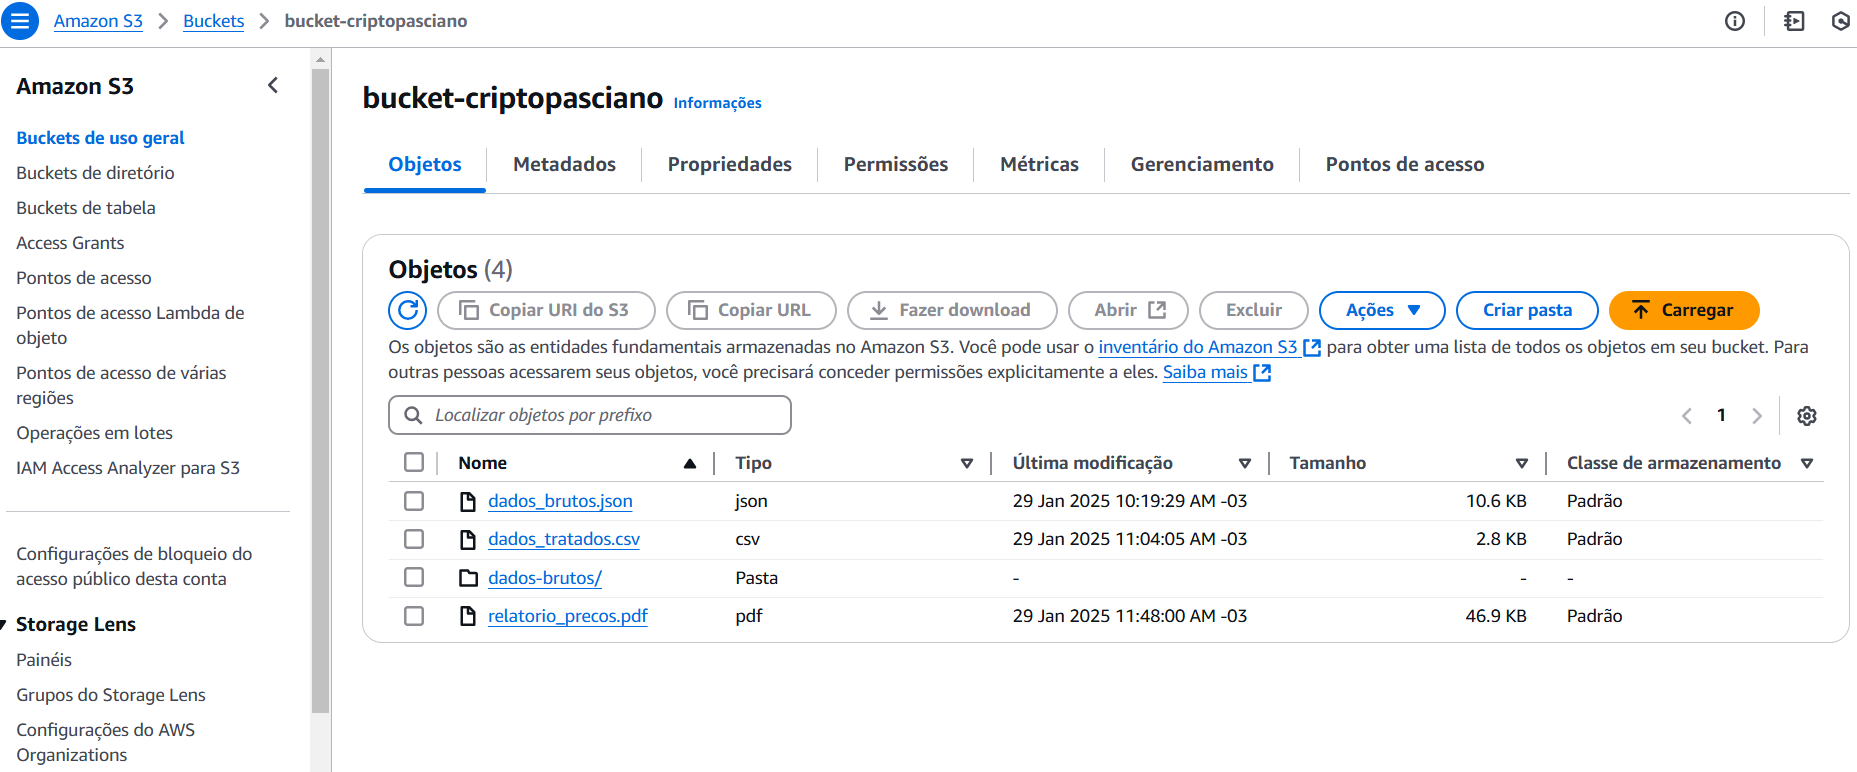 Amazon S3 > Buckets > bucket-criptopasciano
Amazon S3
Buckets de uso geral
Buckets de diretório
Buckets de tabela
Access Grants
Pontos de acesso
Pontos de acesso Lambda de
objeto
Pontos de acesso de várias
regiões
Operações em lotes
IAM Access Analyzer para S3
Configurações de bloqueio do
acesso público desta conta
Storage Lens
Painéis
Grupos do Storage Lens
Configurações do AWS
Organizations
bucket-criptopasciano Informações
Objetos Metadados Propriedades Permissões Métricas Gerenciamento Pontos de acesso
Objetos (4)
Copiar URI do S3 Copiar URL Fazer download Abrir Excluir Ações Criar pasta Carregar
Os objetos são as entidades fundamentais armazenadas no Amazon S3. Você pode usar o inventário do Amazon S3 para obter uma lista de todos os objetos em seu bucket. Para
outras pessoas acessarem seus objetos, você precisará conceder permissões explicitamente a eles. Saiba mais
Localizar objetos por prefixo
1
Nome Tipo Última modificação Tamanho Classe de armazenamento
dados_brutos.json json 29 Jan 2025 10:19:29 AM -03 10.6 KB Padrão
dados_tratados.csv csv 29 Jan 2025 11:04:05 AM -03 2.8 KB Padrão
dados-brutos/ Pasta - - -
relatorio_precos.pdf pdf 29 Jan 2025 11:48:00 AM -03 46.9 KB Padrão